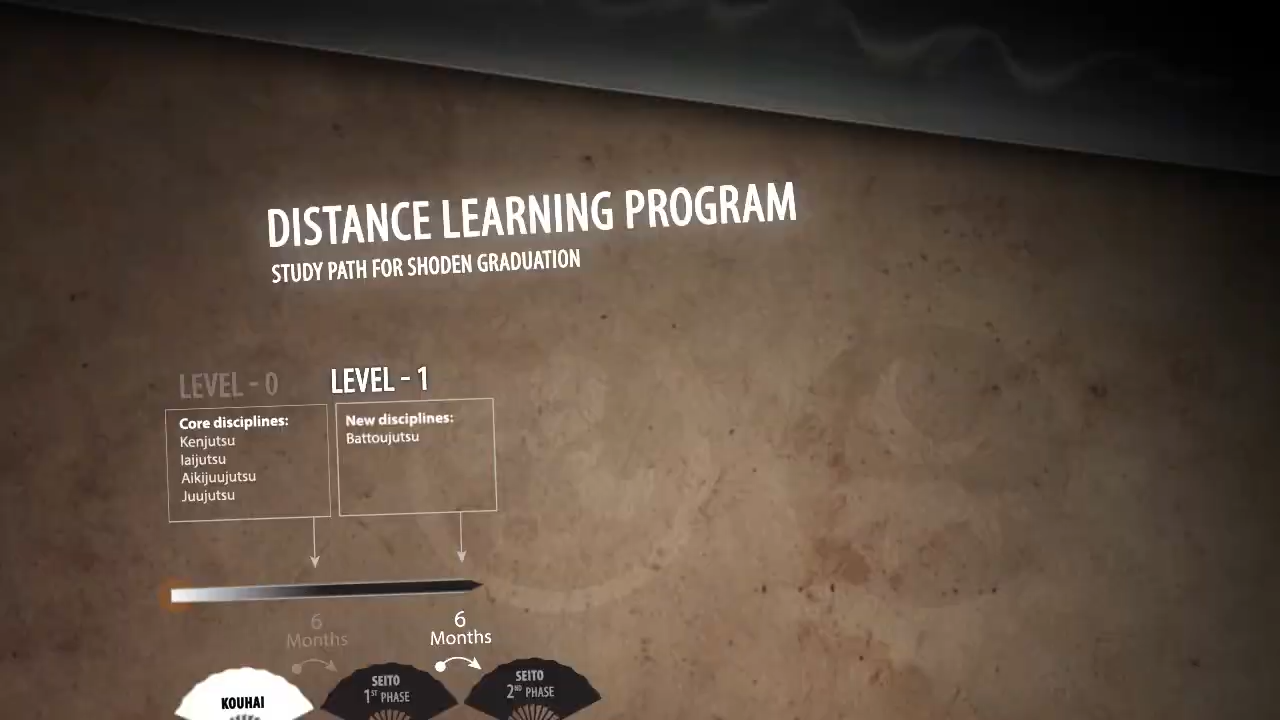 DISTANCE LEARNING PROGRAM
STUDY PATH FOR SHODEN GRADUATION
LEVEL - 0
LEVEL - 1
Core disciplines:
Kenjutsu
Iaijutsu
Aikijuujutsu
Juujutsu
New disciplines:
Battoujutsu
6
Months
6
Months
KOUHAI
SEITO
1ST PHASE
SEITO
2ND PHASE